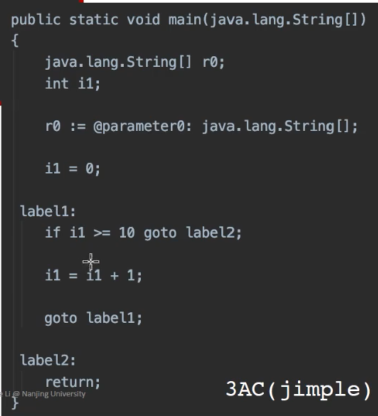 public static void main(java.lang.String[])
{
java.lang.String[] r0;
int i1;
r0 := @parameter0: java.lang.String[];
i1 = 0;
label1:
if i1 >= 10 goto label2;
i1 = i1 + 1;
goto label1;
label2:
return;
Li @ Nanjing University
}
3AC(jimple)